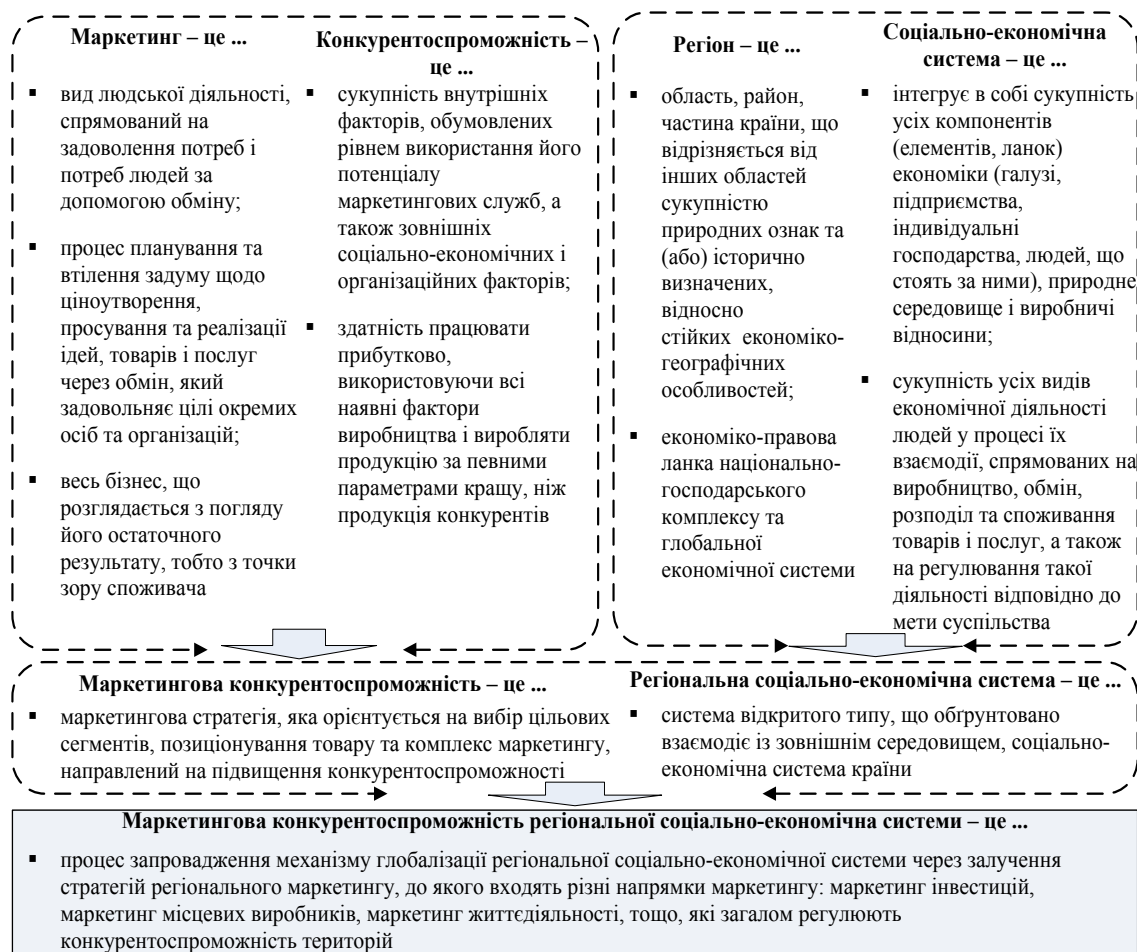 Маркетинг – це ...
▪ вид людської діяльності,
спрямований на
задоволення потреб і
потреб людей за
допомогою обміну;
▪ процес планування та
втілення задуму щодо
ціноутворення,
просування та реалізації
ідей, товарів і послуг
через обмін, який
задовольняє цілі окремих
осіб та організацій;
▪ весь бізнес, що
розглядається з погляду
його остаточного
результату, тобто з точки
зору споживача
Конкурентоспроможність –
це ...
▪ сукупність внутрішніх
факторів, обумовлених
рівнем використання його
потенціалу
маркетингових служб, а
також зовнішніх
соціально-економічних і
організаційних факторів;
▪ здатність працювати
прибутково,
використовуючи всі
наявні фактори
виробництва і виробляти
продукцію за певними
параметрами кращу, ніж
продукція конкурентів
Регіон – це ...
▪ область, район,
частина країни, що
відрізняється від
інших областей
сукупністю
природних ознак та
(або) історично
визначених,
відносно
стійких економіко-
географічних
особливостей;
▪ економіко-правова
ланка національно-
господарського
комплексу та
глобальної
економічної системи
Соціально-економічна
система – це ...
▪ інтегрує в собі сукупність
усіх компонентів
(елементів, ланок)
економіки (галузі,
підприємства,
індивідуальні
господарства, людей, що
стоять за ними), природне
середовище і виробничі
відносини;
▪ сукупність усіх видів
економічної діяльності
людей у процесі їх
взаємодії, спрямованих на
виробництво, обмін,
розподіл та споживання
товарів і послуг, а також
на регулювання такої
діяльності відповідно до
мети суспільства
Маркетингова конкурентоспроможність – це ...
▪ маркетингова стратегія, яка орієнтується на вибір цільових
сегментів, позиціонування товару та комплекс маркетингу,
направлений на підвищення конкурентоспроможності
Регіональна соціально-економічна система – це ...
▪ система відкритого типу, що обґрунтовано
взаємодіє із зовнішнім середовищем, соціально-
економічна система країни
Маркетингова конкурентоспроможність регіональної соціально-економічна системи – це ...
▪ процес запровадження механізму глобалізації регіональної соціально-економічної системи через залучення
стратегій регіонального маркетингу, до якого входять різні напрямки маркетингу: маркетинг інвестицій,
маркетинг місцевих виробників, маркетинг життєдіяльності, тощо, які загалом регулюють
конкурентоспроможність територій